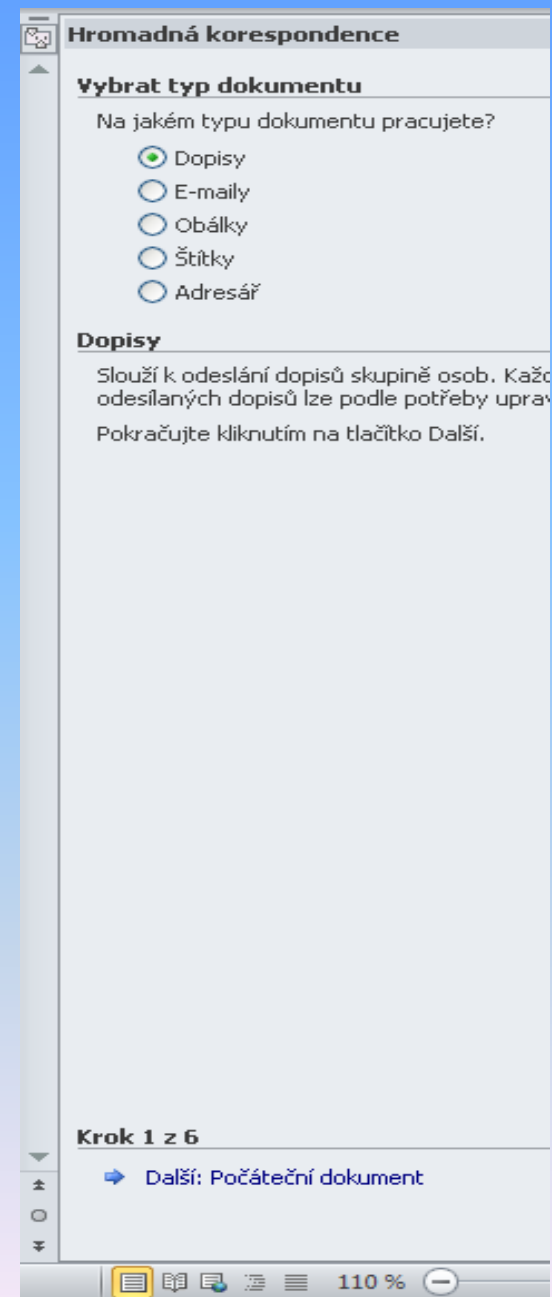 Hromadná korespondence
Vybrat typ dokumentu
Na jakém typu dokumentu pracujete?
Dopisy
E-maily
Obálky
Štítky
Adresář
Dopisy
Slouží k odeslání dopisů skupině osob.
odesílaných dopisů lze podle potřeby
Pokračujte kliknutím na tlačítko Další.
Krok 1 z 6
Další: Počáteční dokument
110 %